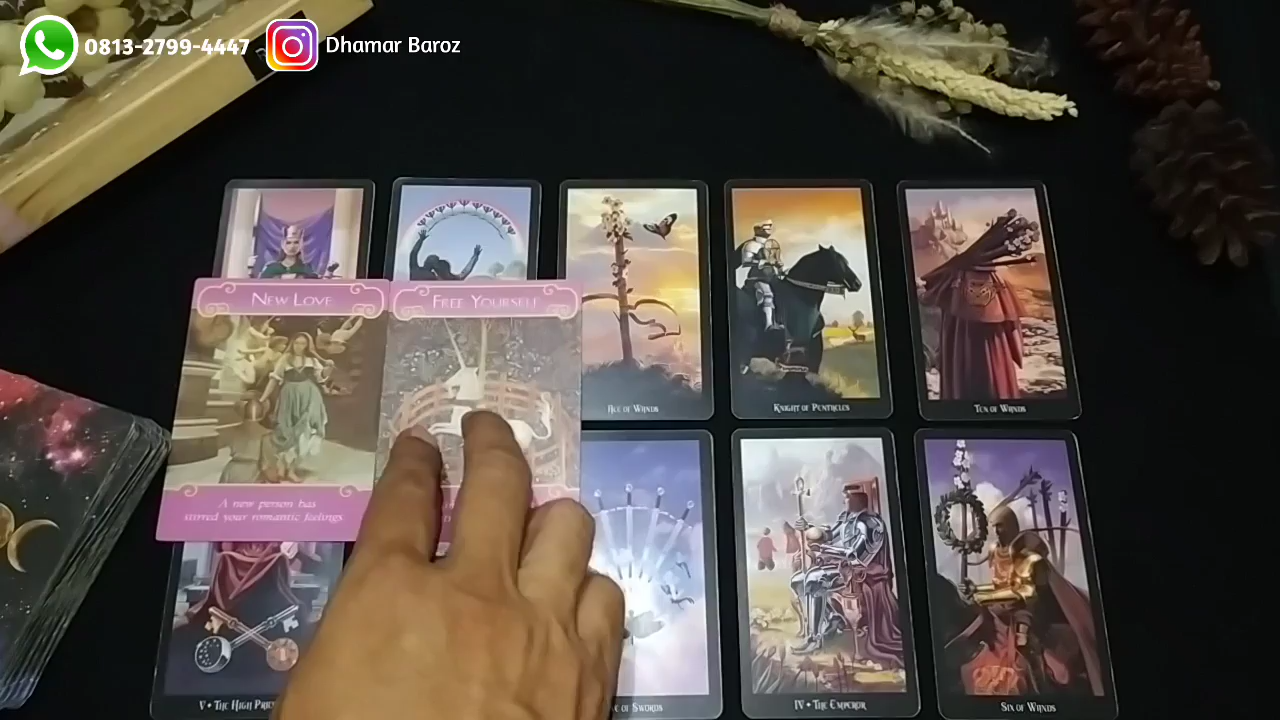 0813-2799-4447
Dhamar Baroz
New Love
Free Yourself
A new person has
stirred your romantic feelings
Ace of Wands
Knight of Pentacles
Ten of Wands
V • The High
of Swords
IV • The Emperor
Six of Wands